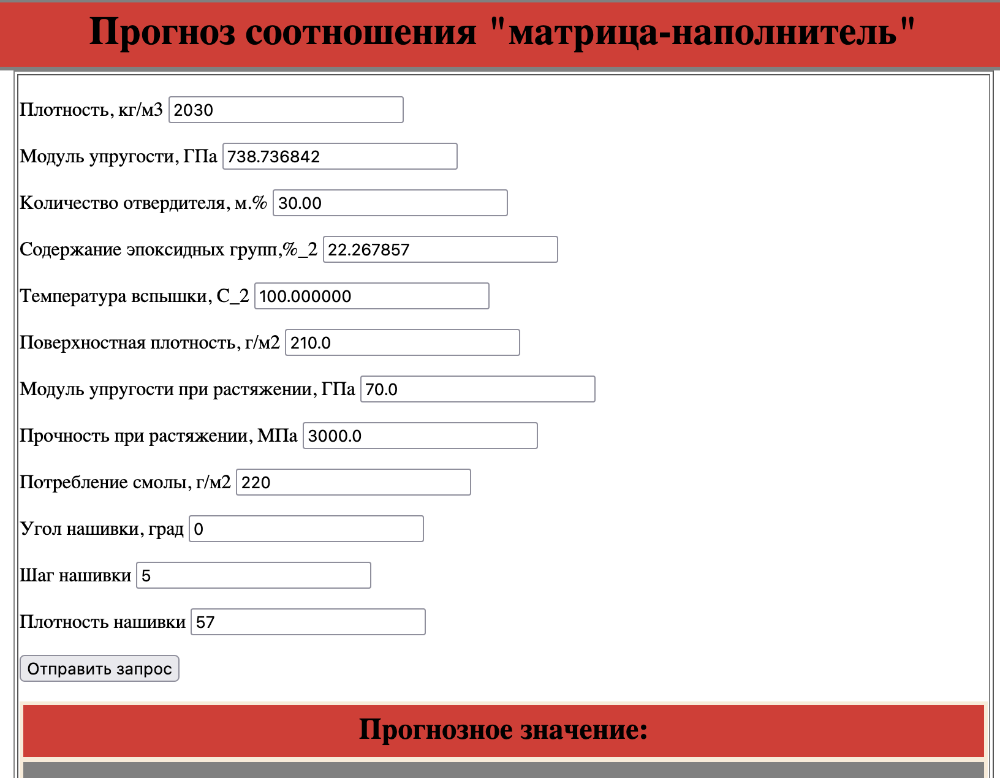 Прогноз соотношения "матрица-наполнитель"
Плотность, кг/м3 2030
Модуль упругости, ГПа 738.736842
Количество отвердителя, м.% 30.00
Содержание эпоксидных групп,%_2 22.267857
Температура вспышки, С_2 100.000000
Поверхностная плотность, г/м2 210.0
Модуль упругости при растяжении, ГПа 70.0
Прочность при растяжении, МПа 3000.0
Потребление смолы, г/м2 220
Угол нашивки, град 0
Шаг нашивки 5
Плотность нашивки 57
Отправить запрос
Прогнозное значение: